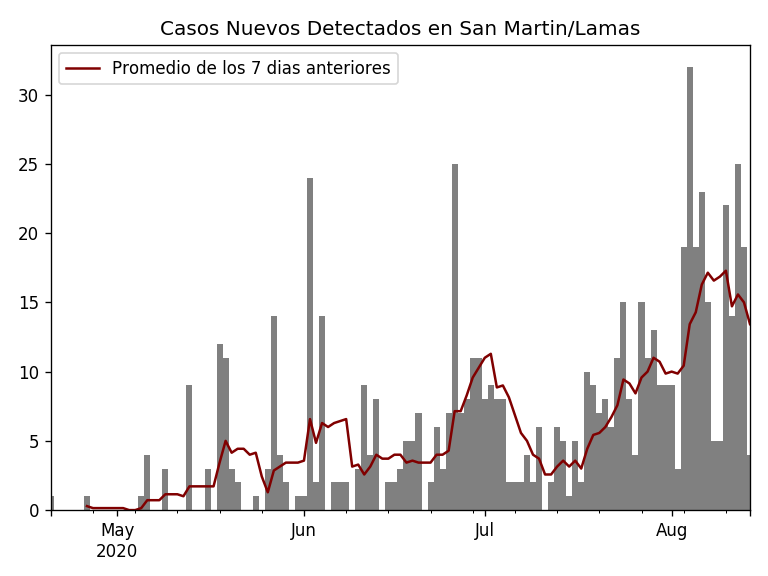 Casos Nuevos Detectados en San Martin/Lamas
Promedio de los 7 dias anteriores
30
25
20
15
10
5
0
May
2020
Jun
Jul
Aug